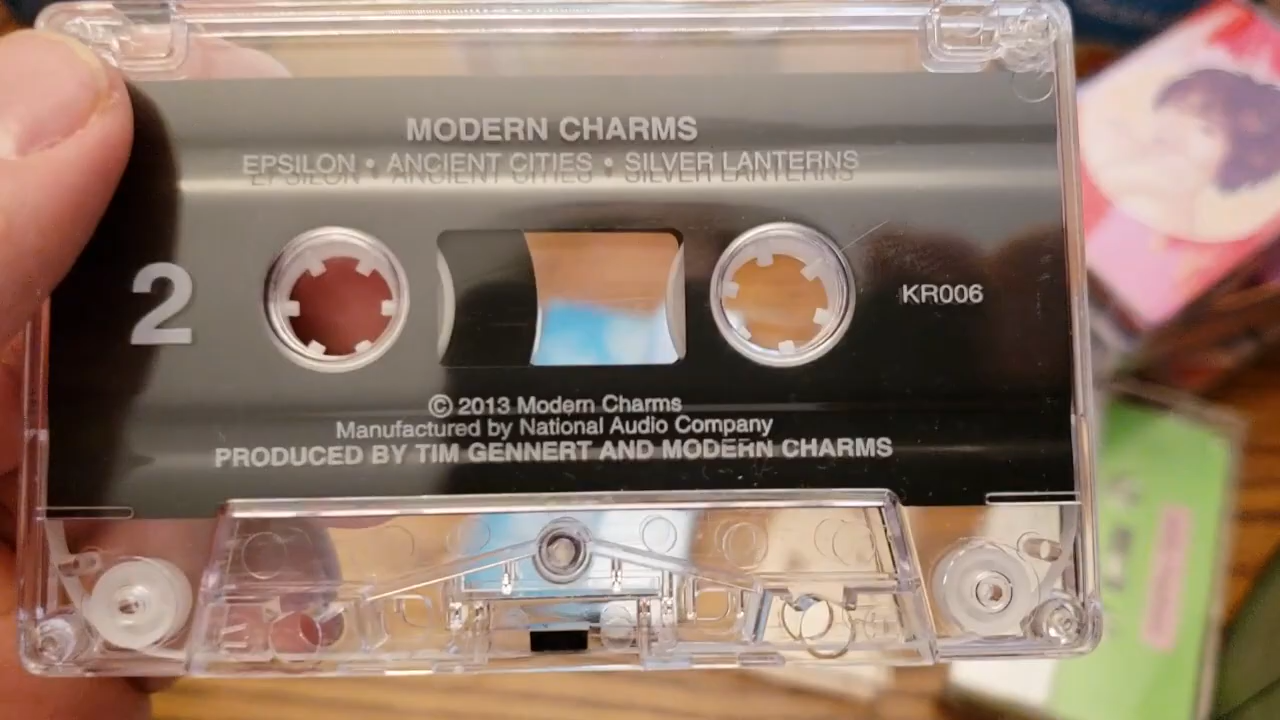 MODERN CHARMS
EPSILON • ANCIENT CITIES • SILVER LANTERNS
2
KR006
© 2013 Modern Charms
Manufactured by National Audio Company
PRODUCED BY TIM GENNERT AND MODERN CHARMS